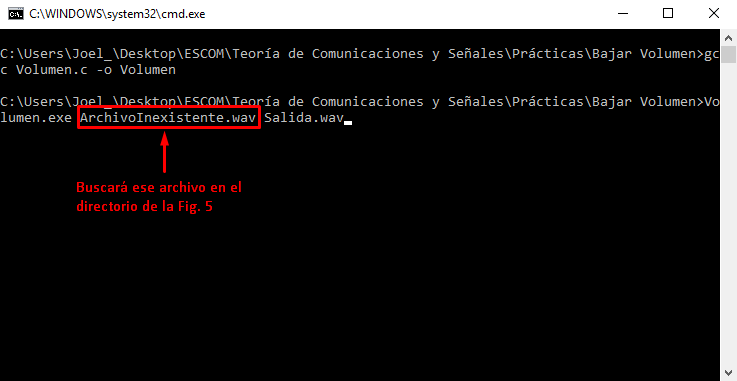 C:\WINDOWS\system32\cmd.exe
C:\Users\Joel_\Desktop\ESCOM\Teoría de Comunicaciones y Señales\Prácticas\Bajar Volumen>gc
c Volumen.c -o Volumen
C:\Users\Joel_\Desktop\ESCOM\Teoría de Comunicaciones y Señales\Prácticas\Bajar Volumen>Vo
lumen.exe ArchivoInexistente.wav Salida.wav
Buscará ese archivo en el
directorio de la Fig. 5